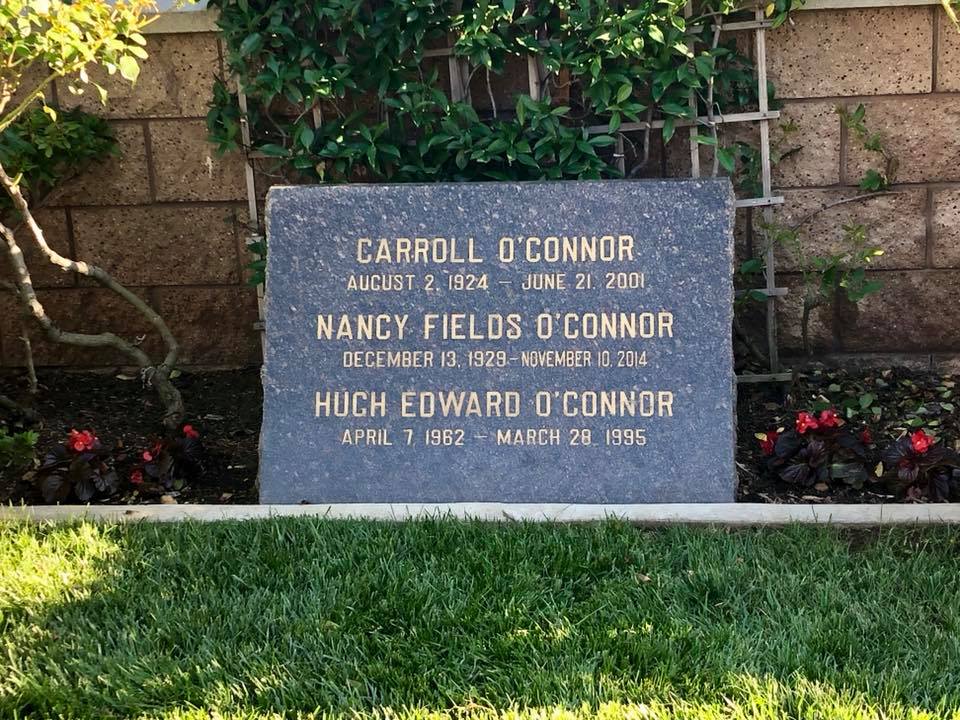 CARROLL O'CONNOR
AUGUST 2, 1924 – JUNE 21, 2001
NANCY FIELDS O'CONNOR
DECEMBER 13, 1929–NOVEMBER 10, 2014
HUGH EDWARD O'CONNOR
APRIL 7, 1962 – MARCH 28, 1995